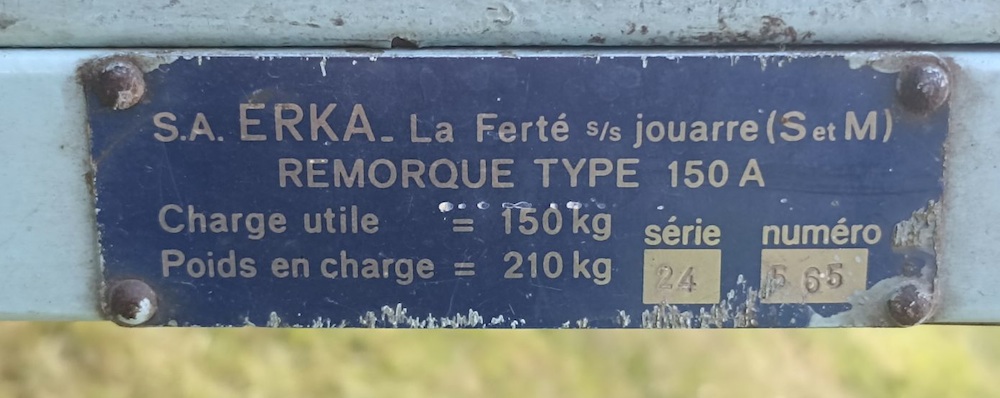 S.A. ERKA - La Ferté s/s jouarre (S et M)
REMORQUE TYPE 150 A
Charge utile = 150 kg
Poids en charge = 210 kg
série numéro
24 565